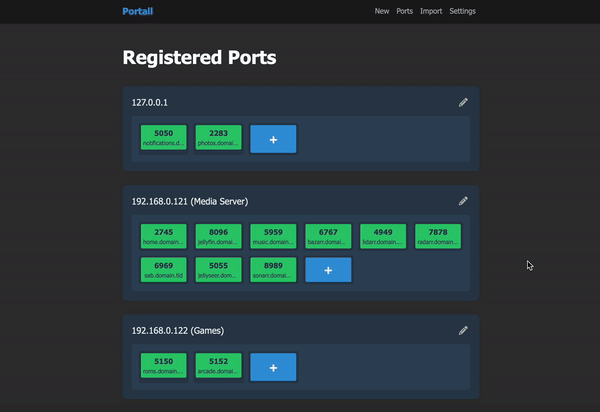 Portall New Ports Import Settings
Registered Ports
127.0.0.1
5050 2283
notifications.d... photos.domai...
+
192.168.0.121 (Media Server)
2745 8096 5959 6767 4949 7878
home.domain... jellyfin.dom... music.domain... bazarr.domai... lidarr.domain.... radarr.domain...
6969 5055 8989
sab.domain.tld jellyseer.dom... sonarr.domai...
+
192.168.0.122 (Games)
5150 5152
roms.domain.... arcade.domai...
+